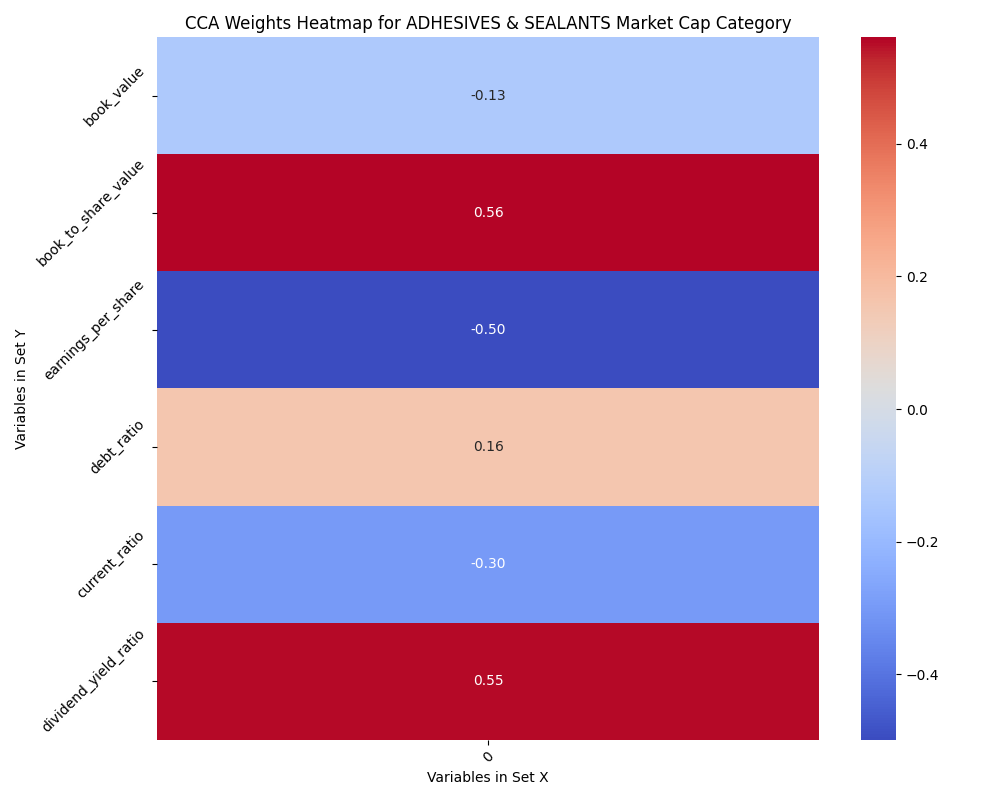 CCA Weights Heatmap for ADHESIVES & SEALANTS Market Cap Category
book_value
-0.13
book_to_share_value
0.56
earnings_per_share
-0.50
debt_ratio
0.16
current_ratio
-0.30
dividend_yield_ratio
0.55
Variables in Set Y
0
Variables in Set X
0.4
0.2
0.0
−0.2
−0.4